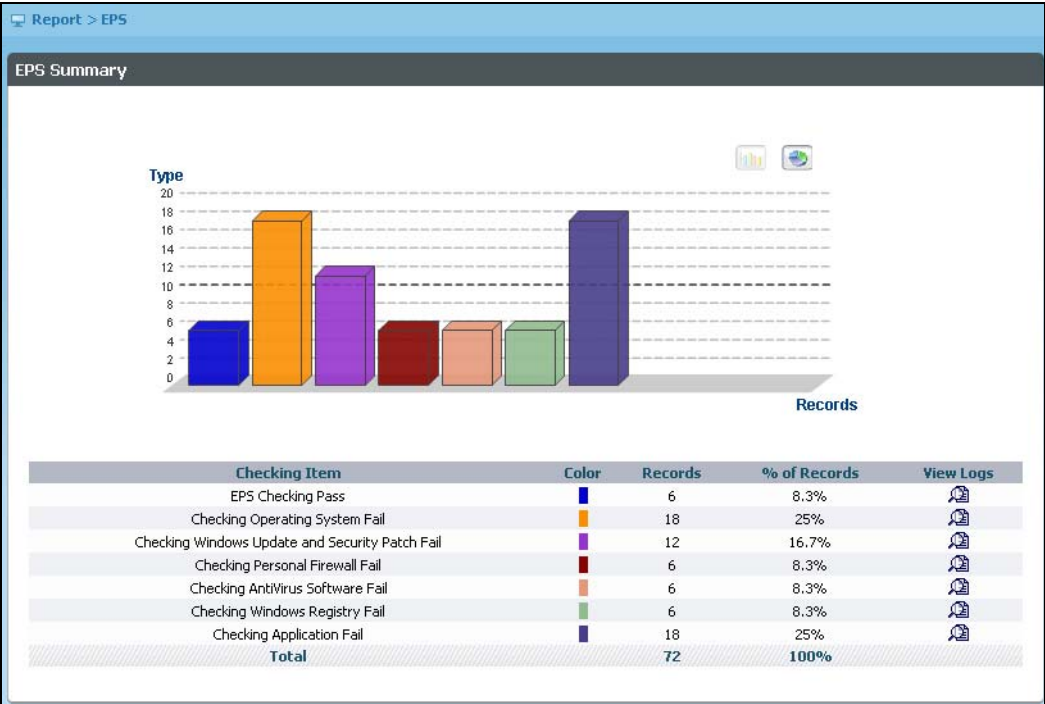 Report > EPS
EPS Summary
Type
20
18
16
14
12
10
8
6
4
2
0
Records
Checking Item Color Records % of Records View Logs
EPS Checking Pass 6 8.3%
Checking Operating System Fail 18 25%
Checking Windows Update and Security Patch Fail 12 16.7%
Checking Personal Firewall Fail 6 8.3%
Checking AntiVirus Software Fail 6 8.3%
Checking Windows Registry Fail 6 8.3%
Checking Application Fail 18 25%
Total 72 100%